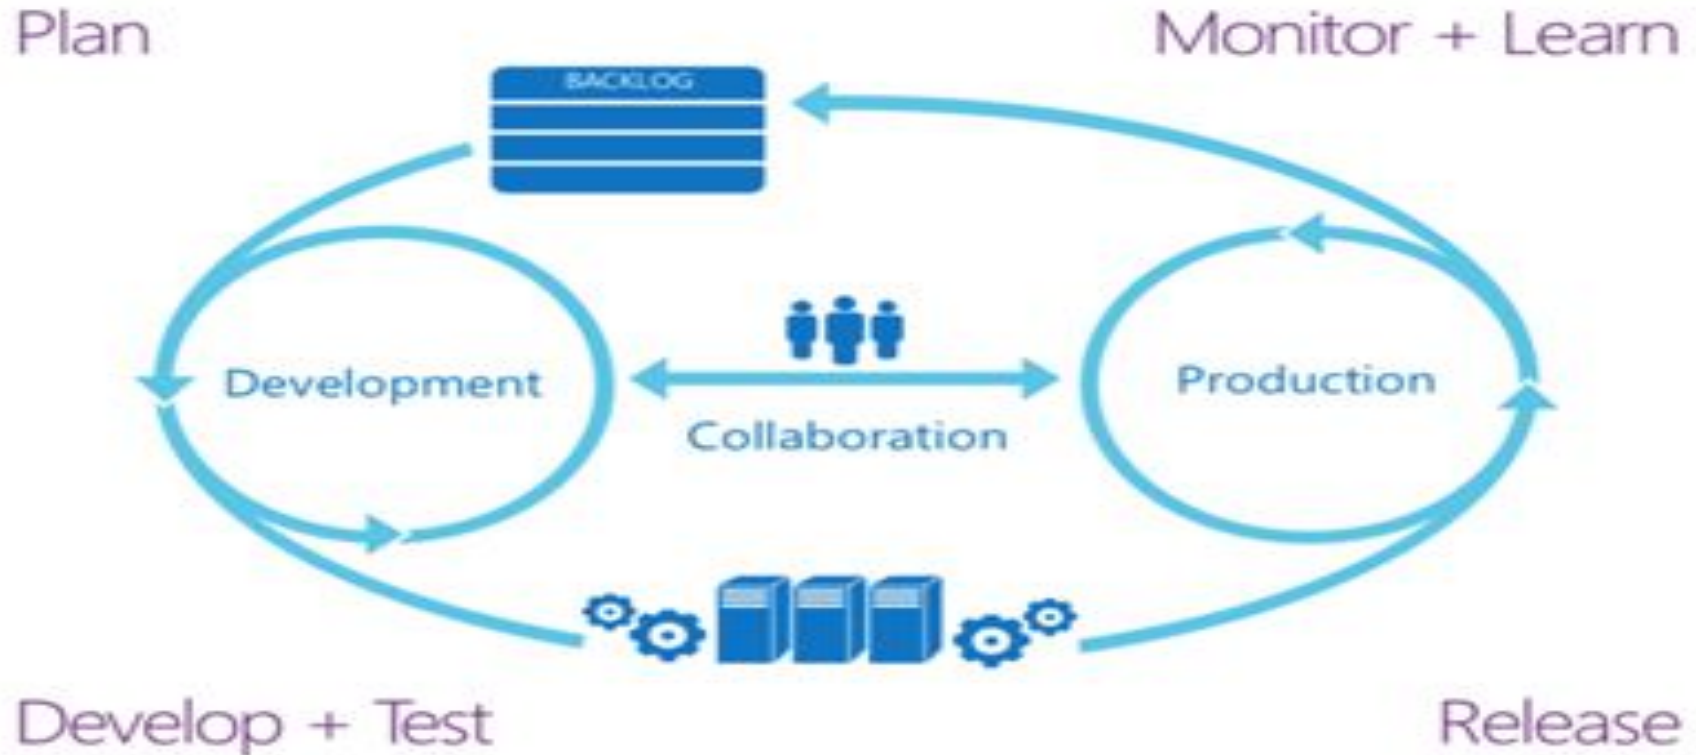 Plan
Monitor + Learn
BACKLOG
Development
Production
Collaboration
Develop + Test
Release